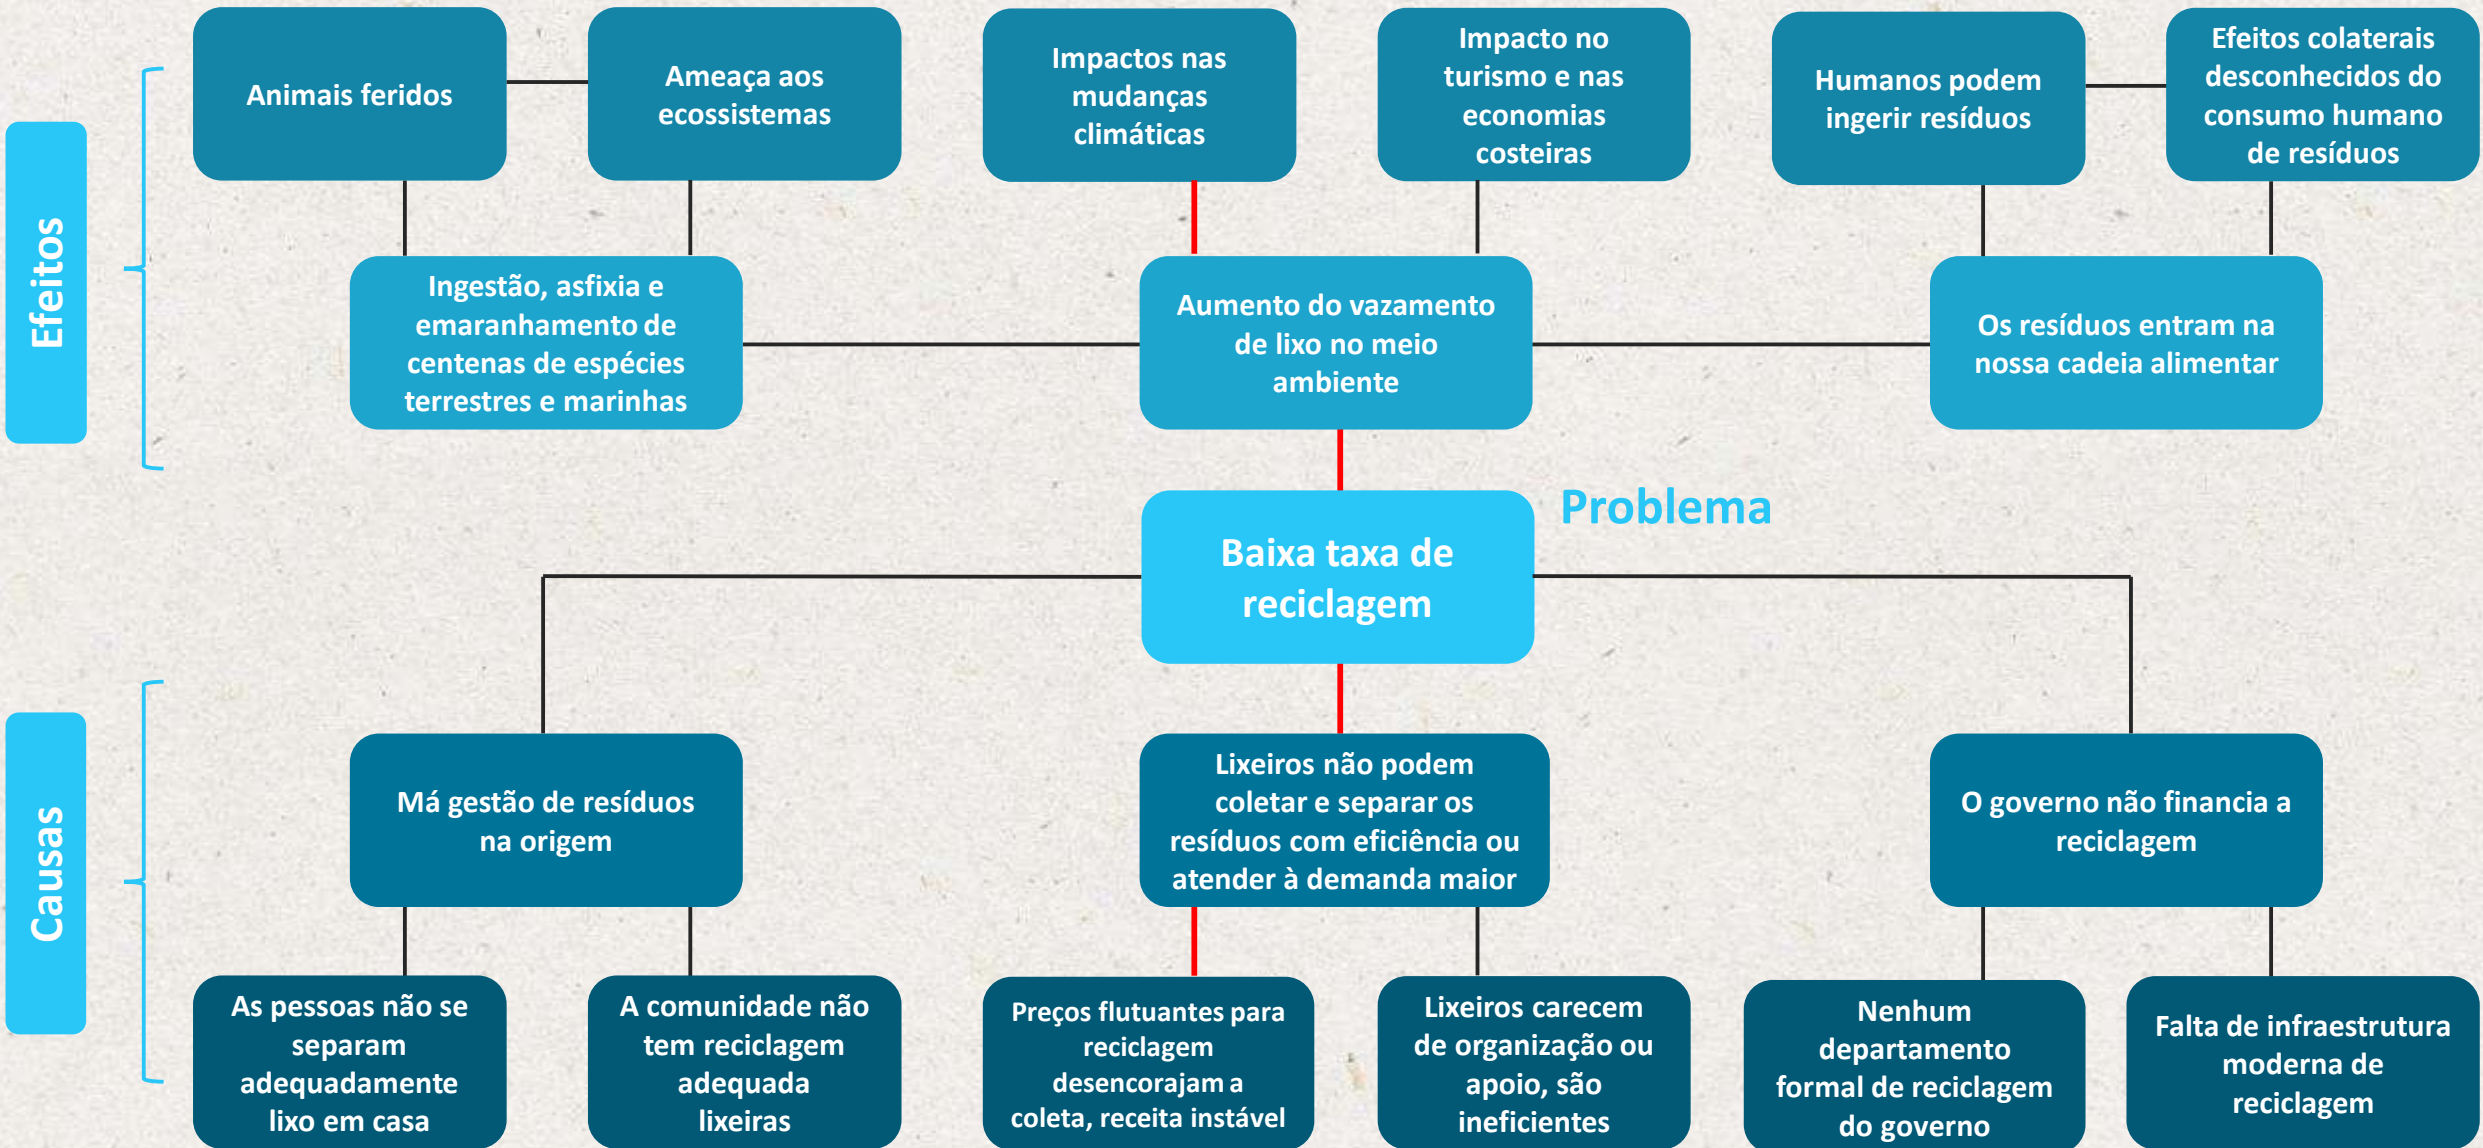 Efeitos
Animais feridos
Ameaça aos
ecossistemas
Impactos nas
mudanças
climáticas
Impacto no
turismo e nas
economias
costeiras
Humanos podem
ingerir resíduos
Efeitos colaterais
desconhecidos do
consumo humano
de resíduos
Ingestão, asfixia e
emaranhamento de
centenas de espécies
terrestres e marinhas
Aumento do vazamento
de lixo no meio
ambiente
Os resíduos entram na
nossa cadeia alimentar
Problema
Baixa taxa de
reciclagem
Causas
Má gestão de resíduos
na origem
Lixeiros não podem
coletar e separar os
resíduos com eficiência ou
atender à demanda maior
O governo não financia a
reciclagem
As pessoas não se
separam
adequadamente
lixo em casa
A comunidade não
tem reciclagem
adequada
lixeiras
Preços flutuantes para
reciclagem
desencorajam a
coleta, receita instável
Lixeiros carecem
de organização ou
apoio, são
ineficientes
Nenhum
departamento
formal de reciclagem
do governo
Falta de infraestrutura
moderna de
reciclagem